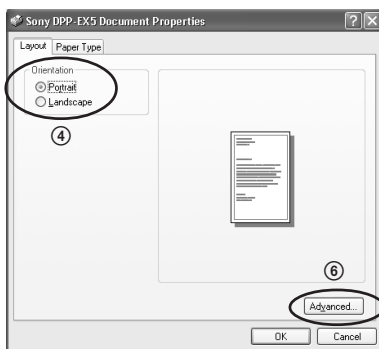 Sony DPP-EX5 Document Properties
Layout Paper Type
Orientation
Portrait
Landscape
④
⑥
Advanced...
OK Cancel